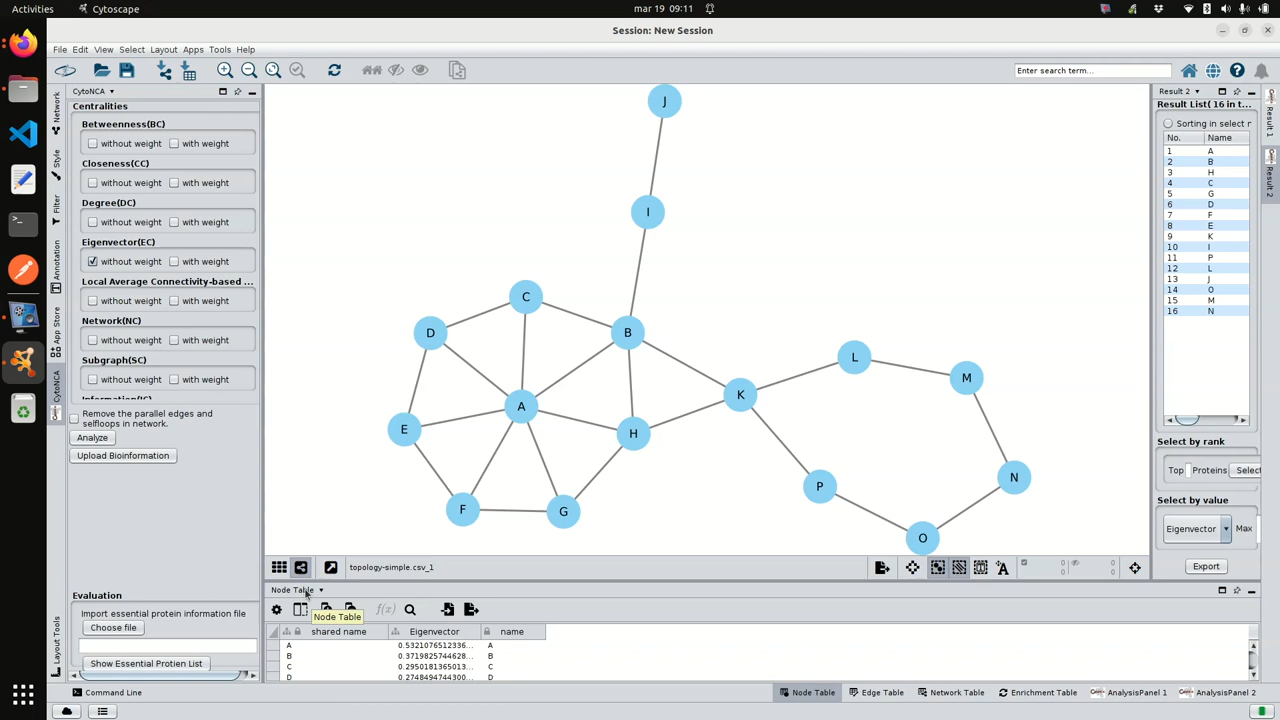 Activities Cytoscape mar 19 09:11
Session: New Session
File Edit View Select Layout Apps Tools Help
Enter search term...
CytoNCA
Centralities
Betweenness(BC)
without weight with weight
Closeness(CC)
without weight with weight
Degree(DC)
without weight with weight
Eigenvector(EC)
without weight with weight
Local Average Connectivity-based ...
without weight with weight
Network(NC)
without weight with weight
Subgraph(SC)
without weight with weight
Remove the parallel edges and
selfloops in network.
Analyze
Upload Bioinformation
Evaluation
Import essential protein information file
Choose file
Show Essential Protien List
Network
Style
Filter
Annotation
App Store
CytoNCA
Layout Tools
J
I
C
D
B
L
M
K
A
E
H
N
P
F
G
O
topology-simple.csv_1
0 0
0 0
Node Table
f(x)
Node Table
shared name Eigenvector name
A 0.5321076512336... A
B 0.3719825744628... B
C 0.2950181365013... C
D 0.2748494744300... D
Result 2
Result List( 16 in t...
Sorting in select r
No. Name
1 A
2 B
3 H
4 C
5 G
6 D
7 F
8 E
9 K
10 I
11 P
12 L
13 J
14 O
15 M
16 N
Select by rank
Top Proteins Select
Select by value
Eigenvector Max
Export
Result 1
Result 2
Command Line Node Table Edge Table Network Table Enrichment Table AnalysisPanel 1 AnalysisPanel 2